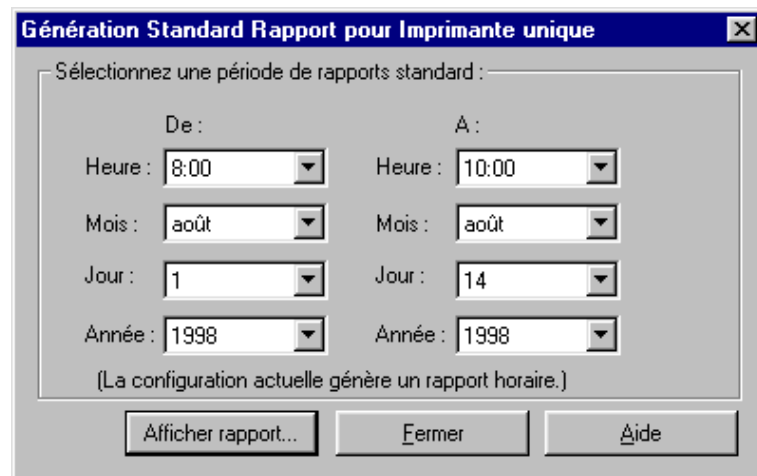 Génération Standard Rapport pour Imprimante unique
Sélectionnez une période de rapports standard :
De : A :
Heure : 8:00 Heure : 10:00
Mois : août Mois : août
Jour : 1 Jour : 14
Année : 1998 Année : 1998
(La configuration actuelle génère un rapport horaire.)
Afficher rapport... Fermer Aide